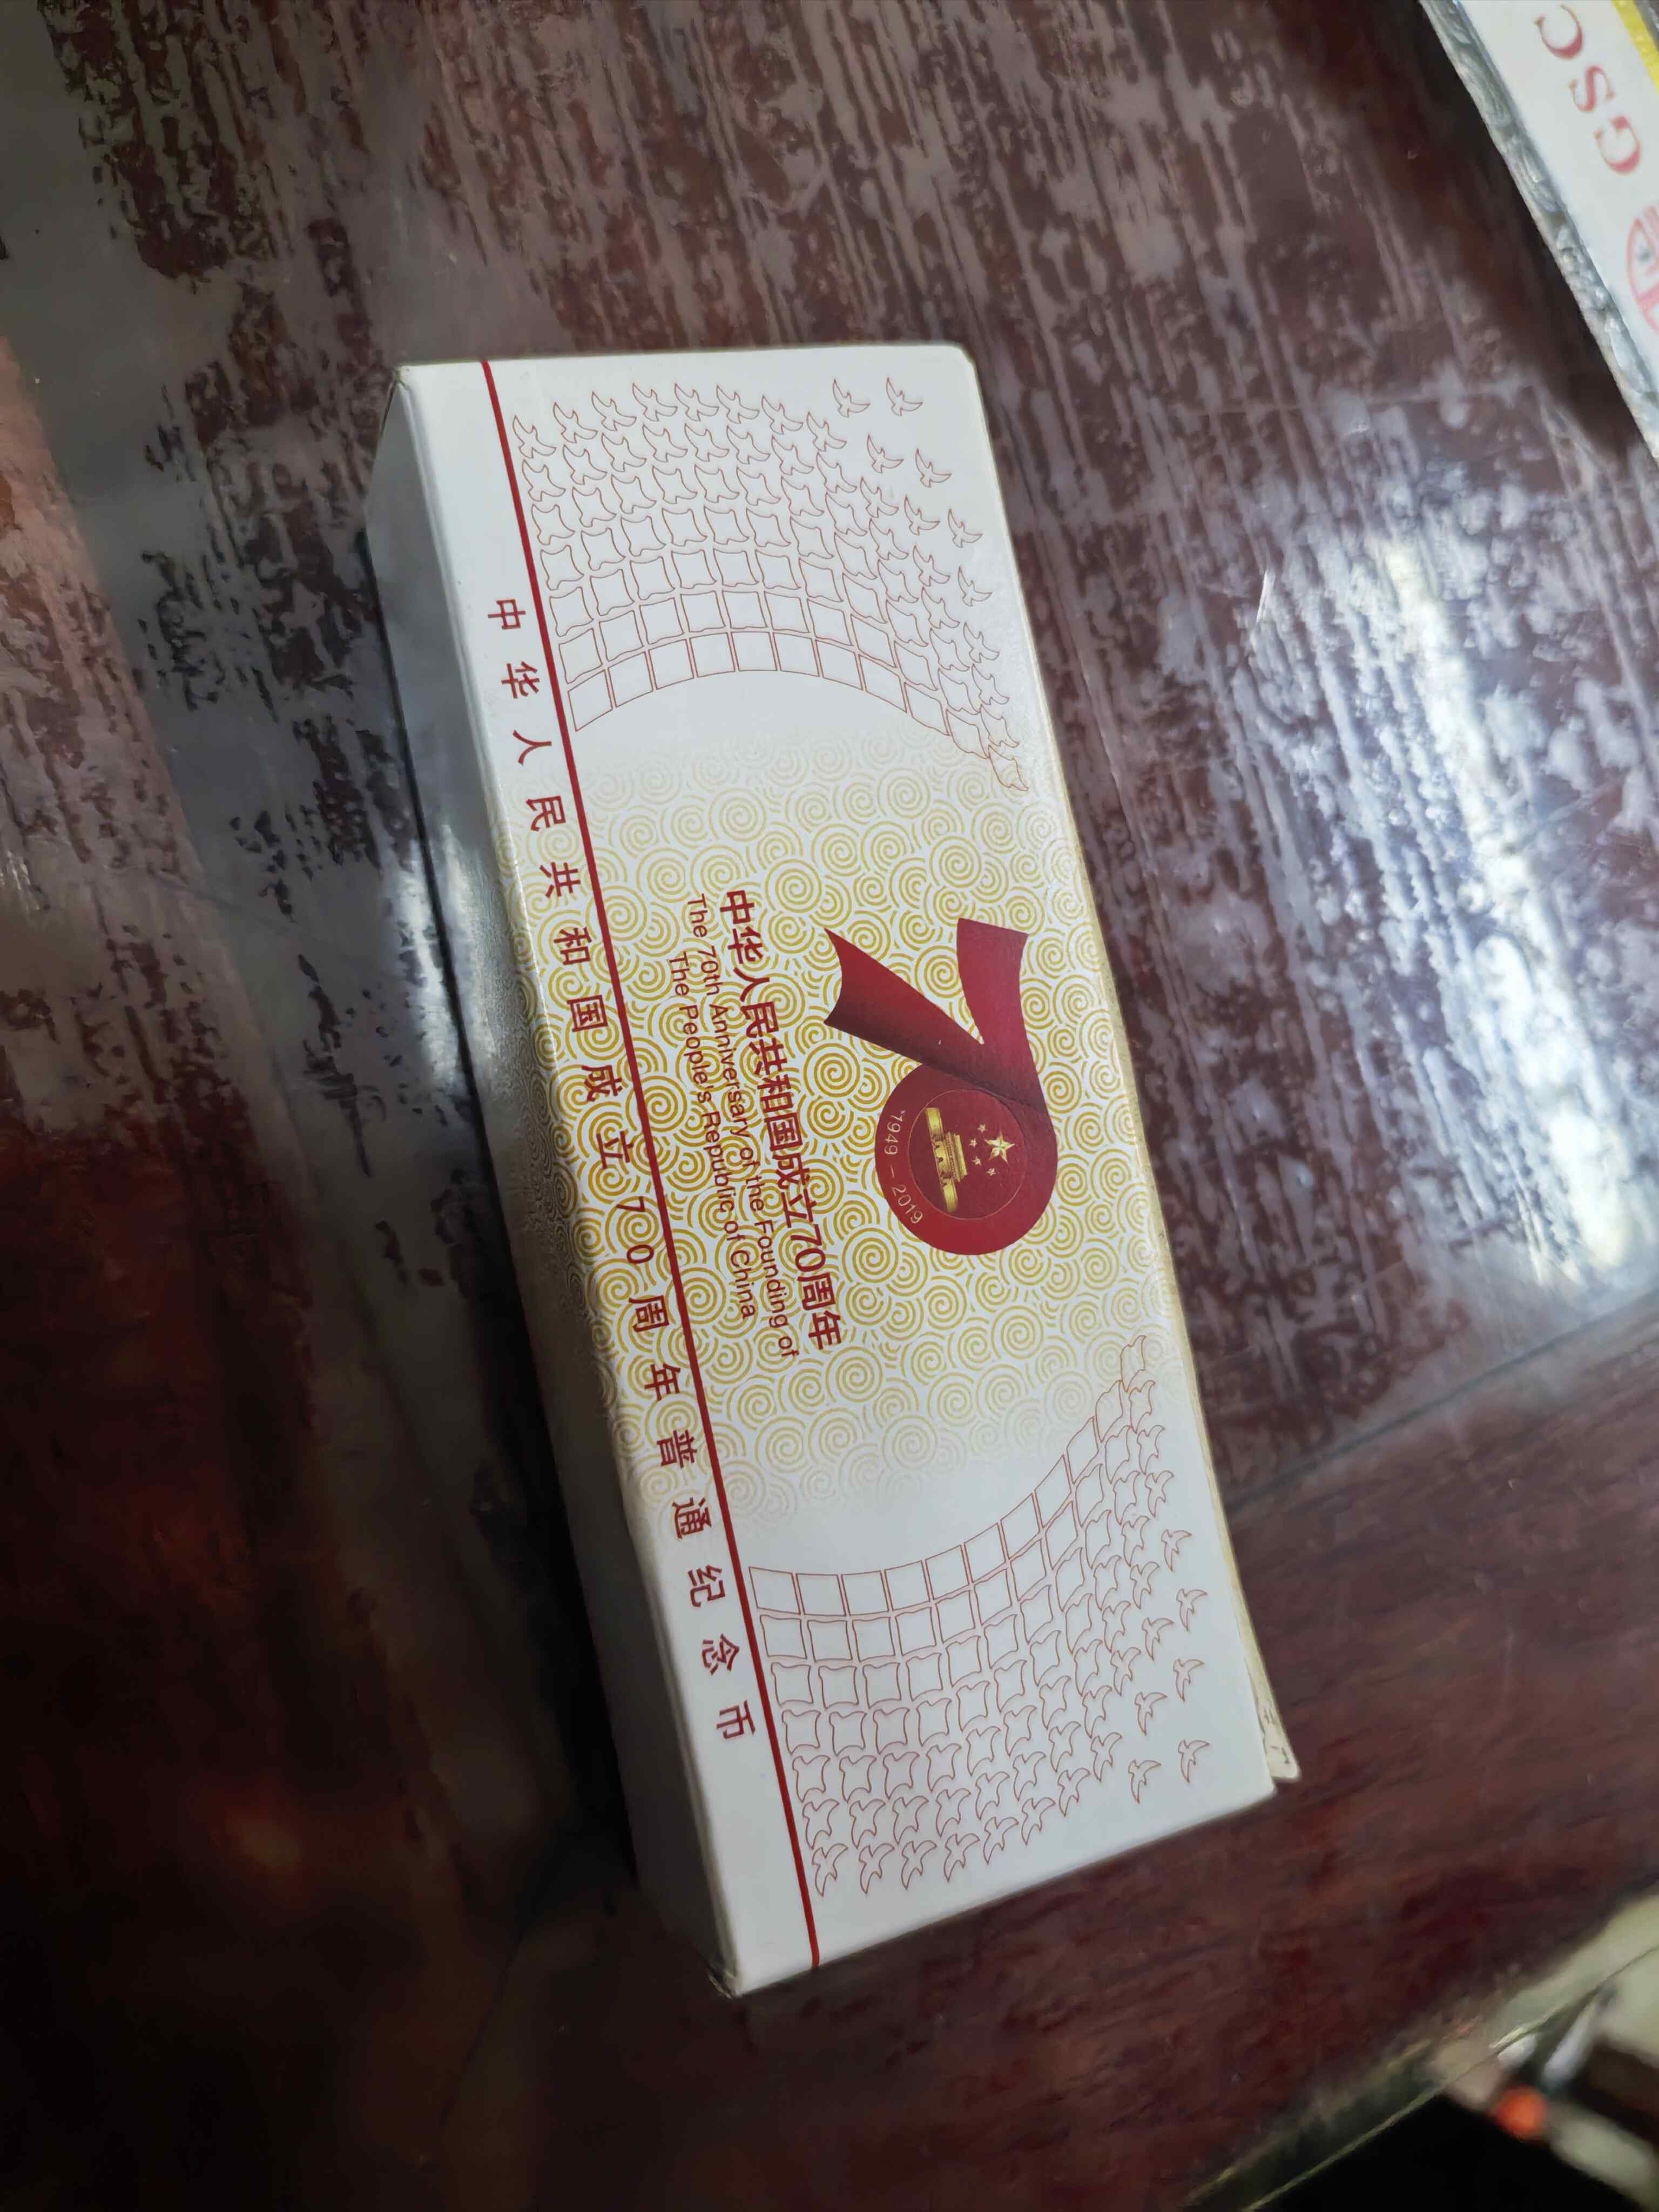 1949 – 2019
中华人民共和国成立70周年
The 70th Anniversary of the Founding of
The People's Republic of China
中华人民共和国成立70周年普通纪念币
GSC